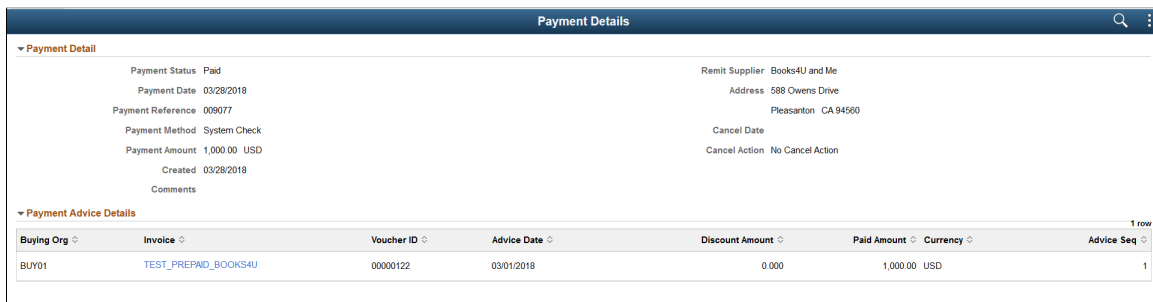 Payment Details
Payment Detail
Payment Status Paid
Remit Supplier Books4U and Me
Payment Date 03/28/2018
Address 588 Owens Drive
Payment Reference 009077
Pleasanton CA 94560
Payment Method System Check
Cancel Date
Payment Amount 1,000.00 USD
Cancel Action No Cancel Action
Created 03/28/2018
Comments
Payment Advice Details
1 row
Buying Org Invoice Voucher ID Advice Date Discount Amount Paid Amount Currency Advice Seq
BUY01 TEST_PREPAID_BOOKS4U 00000122 03/01/2018 0.000 1,000.00 USD 1